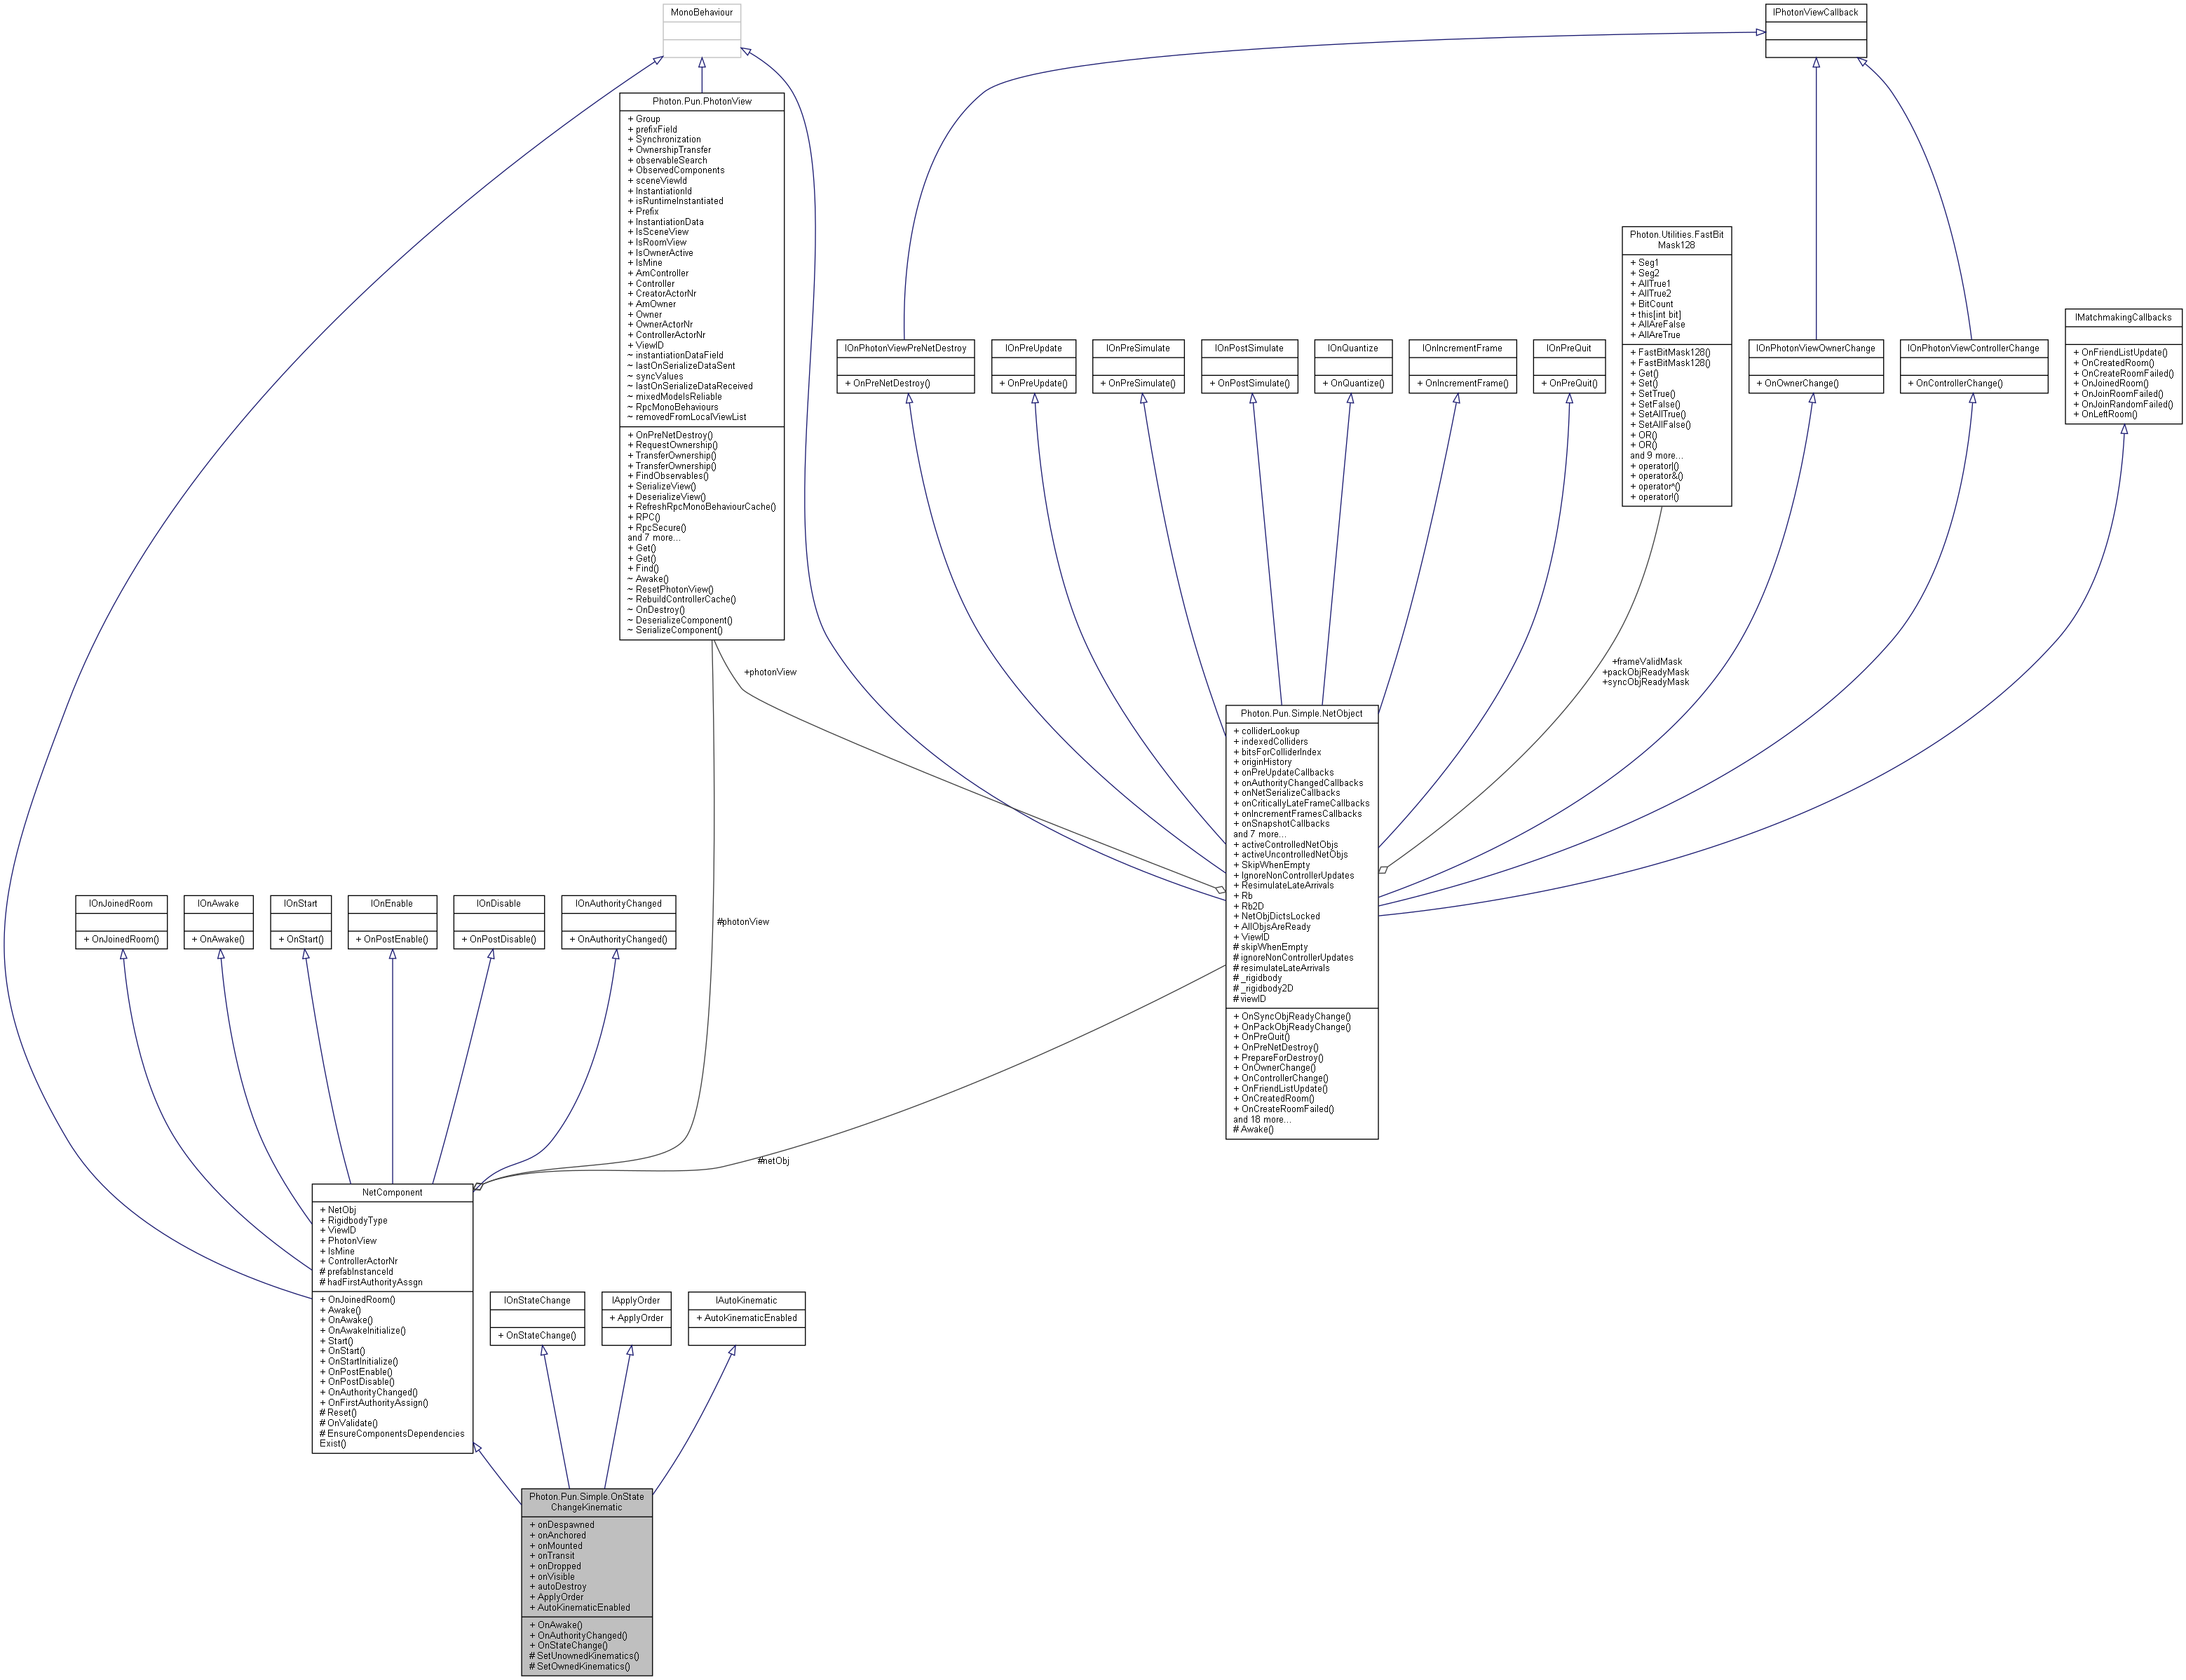 MonoBehaviour
IPhotonViewCallback
Photon.Pun.PhotonView
+ Group
+ prefixField
+ Synchronization
+ OwnershipTransfer
+ observableSearch
+ ObservedComponents
+ sceneViewId
+ InstantiationId
+ isRuntimeInstantiated
+ Prefix
+ InstantiationData
+ IsSceneView
+ IsRoomView
+ IsOwnerActive
+ IsMine
+ AmController
+ Controller
+ CreatorActorNr
+ AmOwner
+ Owner
+ OwnerActorNr
+ ControllerActorNr
+ ViewID
~ instantiationDataField
~ lastOnSerializeDataSent
~ syncValues
~ lastOnSerializeDataReceived
~ mixedModeIsReliable
~ RpcMonoBehaviours
~ removedFromLocalViewList
+ OnPreNetDestroy()
+ RequestOwnership()
+ TransferOwnership()
+ TransferOwnership()
+ FindObservables()
+ SerializeView()
+ DeserializeView()
+ RefreshRpcMonoBehaviourCache()
+ RPC()
+ RpcSecure()
and 7 more...
+ Get()
+ Get()
+ Find()
~ Awake()
~ ResetPhotonView()
~ RebuildControllerCache()
~ OnDestroy()
~ DeserializeComponent()
~ SerializeComponent()
Photon.Utilities.FastBit
Mask128
+ Seg1
+ Seg2
+ AllTrue1
+ AllTrue2
+ BitCount
+ this[int bit]
+ AllAreFalse
+ AllAreTrue
+ FastBitMask128()
+ FastBitMask128()
+ Get()
+ Set()
+ SetTrue()
+ SetFalse()
+ SetAllTrue()
+ SetAllFalse()
+ OR()
+ OR()
and 9 more...
+ operator|()
+ operator&()
+ operator^()
+ operator!()
IOnPhotonViewPreNetDestroy
+ OnPreNetDestroy()
IOnPreUpdate
+ OnPreUpdate()
IOnPreSimulate
+ OnPreSimulate()
IOnPostSimulate
+ OnPostSimulate()
IOnQuantize
+ OnQuantize()
IOnIncrementFrame
+ OnIncrementFrame()
IOnPreQuit
+ OnPreQuit()
IOnPhotonViewOwnerChange
+ OnOwnerChange()
IOnPhotonViewControllerChange
+ OnControllerChange()
IMatchmakingCallbacks
+ OnFriendListUpdate()
+ OnCreatedRoom()
+ OnCreateRoomFailed()
+ OnJoinedRoom()
+ OnJoinRoomFailed()
+ OnJoinRandomFailed()
+ OnLeftRoom()
+photonView
+frameValidMask
+packObjReadyMask
+syncObjReadyMask
Photon.Pun.Simple.NetObject
+ colliderLookup
+ indexedColliders
+ bitsForColliderIndex
+ originHistory
+ onPreUpdateCallbacks
+ onAuthorityChangedCallbacks
+ onNetSerializeCallbacks
+ onCriticallyLateFrameCallbacks
+ onIncrementFramesCallbacks
+ onSnapshotCallbacks
and 7 more...
+ activeControlledNetObjs
+ activeUncontrolledNetObjs
+ SkipWhenEmpty
+ IgnoreNonControllerUpdates
+ ResimulateLateArrivals
+ Rb
+ Rb2D
+ NetObjDictsLocked
+ AllObjsAreReady
+ ViewID
# skipWhenEmpty
# ignoreNonControllerUpdates
# resimulateLateArrivals
# _rigidbody
# _rigidbody2D
# viewID
+ OnSyncObjReadyChange()
+ OnPackObjReadyChange()
+ OnPreQuit()
+ OnPreNetDestroy()
+ PrepareForDestroy()
+ OnOwnerChange()
+ OnControllerChange()
+ OnFriendListUpdate()
+ OnCreatedRoom()
+ OnCreateRoomFailed()
and 18 more...
# Awake()
IOnJoinedRoom
+ OnJoinedRoom()
IOnAwake
+ OnAwake()
IOnStart
+ OnStart()
IOnEnable
+ OnPostEnable()
IOnDisable
+ OnPostDisable()
IOnAuthorityChanged
+ OnAuthorityChanged()
#photonView
#netObj
NetComponent
+ NetObj
+ RigidbodyType
+ ViewID
+ PhotonView
+ IsMine
+ ControllerActorNr
# prefabInstanceId
# hadFirstAuthorityAssgn
+ OnJoinedRoom()
+ Awake()
+ OnAwake()
+ OnAwakeInitialize()
+ Start()
+ OnStart()
+ OnStartInitialize()
+ OnPostEnable()
+ OnPostDisable()
+ OnAuthorityChanged()
+ OnFirstAuthorityAssign()
# Reset()
# OnValidate()
# EnsureComponentsDependencies
Exist()
IOnStateChange
+ OnStateChange()
IApplyOrder
+ ApplyOrder
IAutoKinematic
+ AutoKinematicEnabled
Photon.Pun.Simple.OnState
ChangeKinematic
+ onDespawned
+ onAnchored
+ onMounted
+ onTransit
+ onDropped
+ onVisible
+ autoDestroy
+ ApplyOrder
+ AutoKinematicEnabled
+ OnAwake()
+ OnAuthorityChanged()
+ OnStateChange()
# SetUnownedKinematics()
# SetOwnedKinematics()